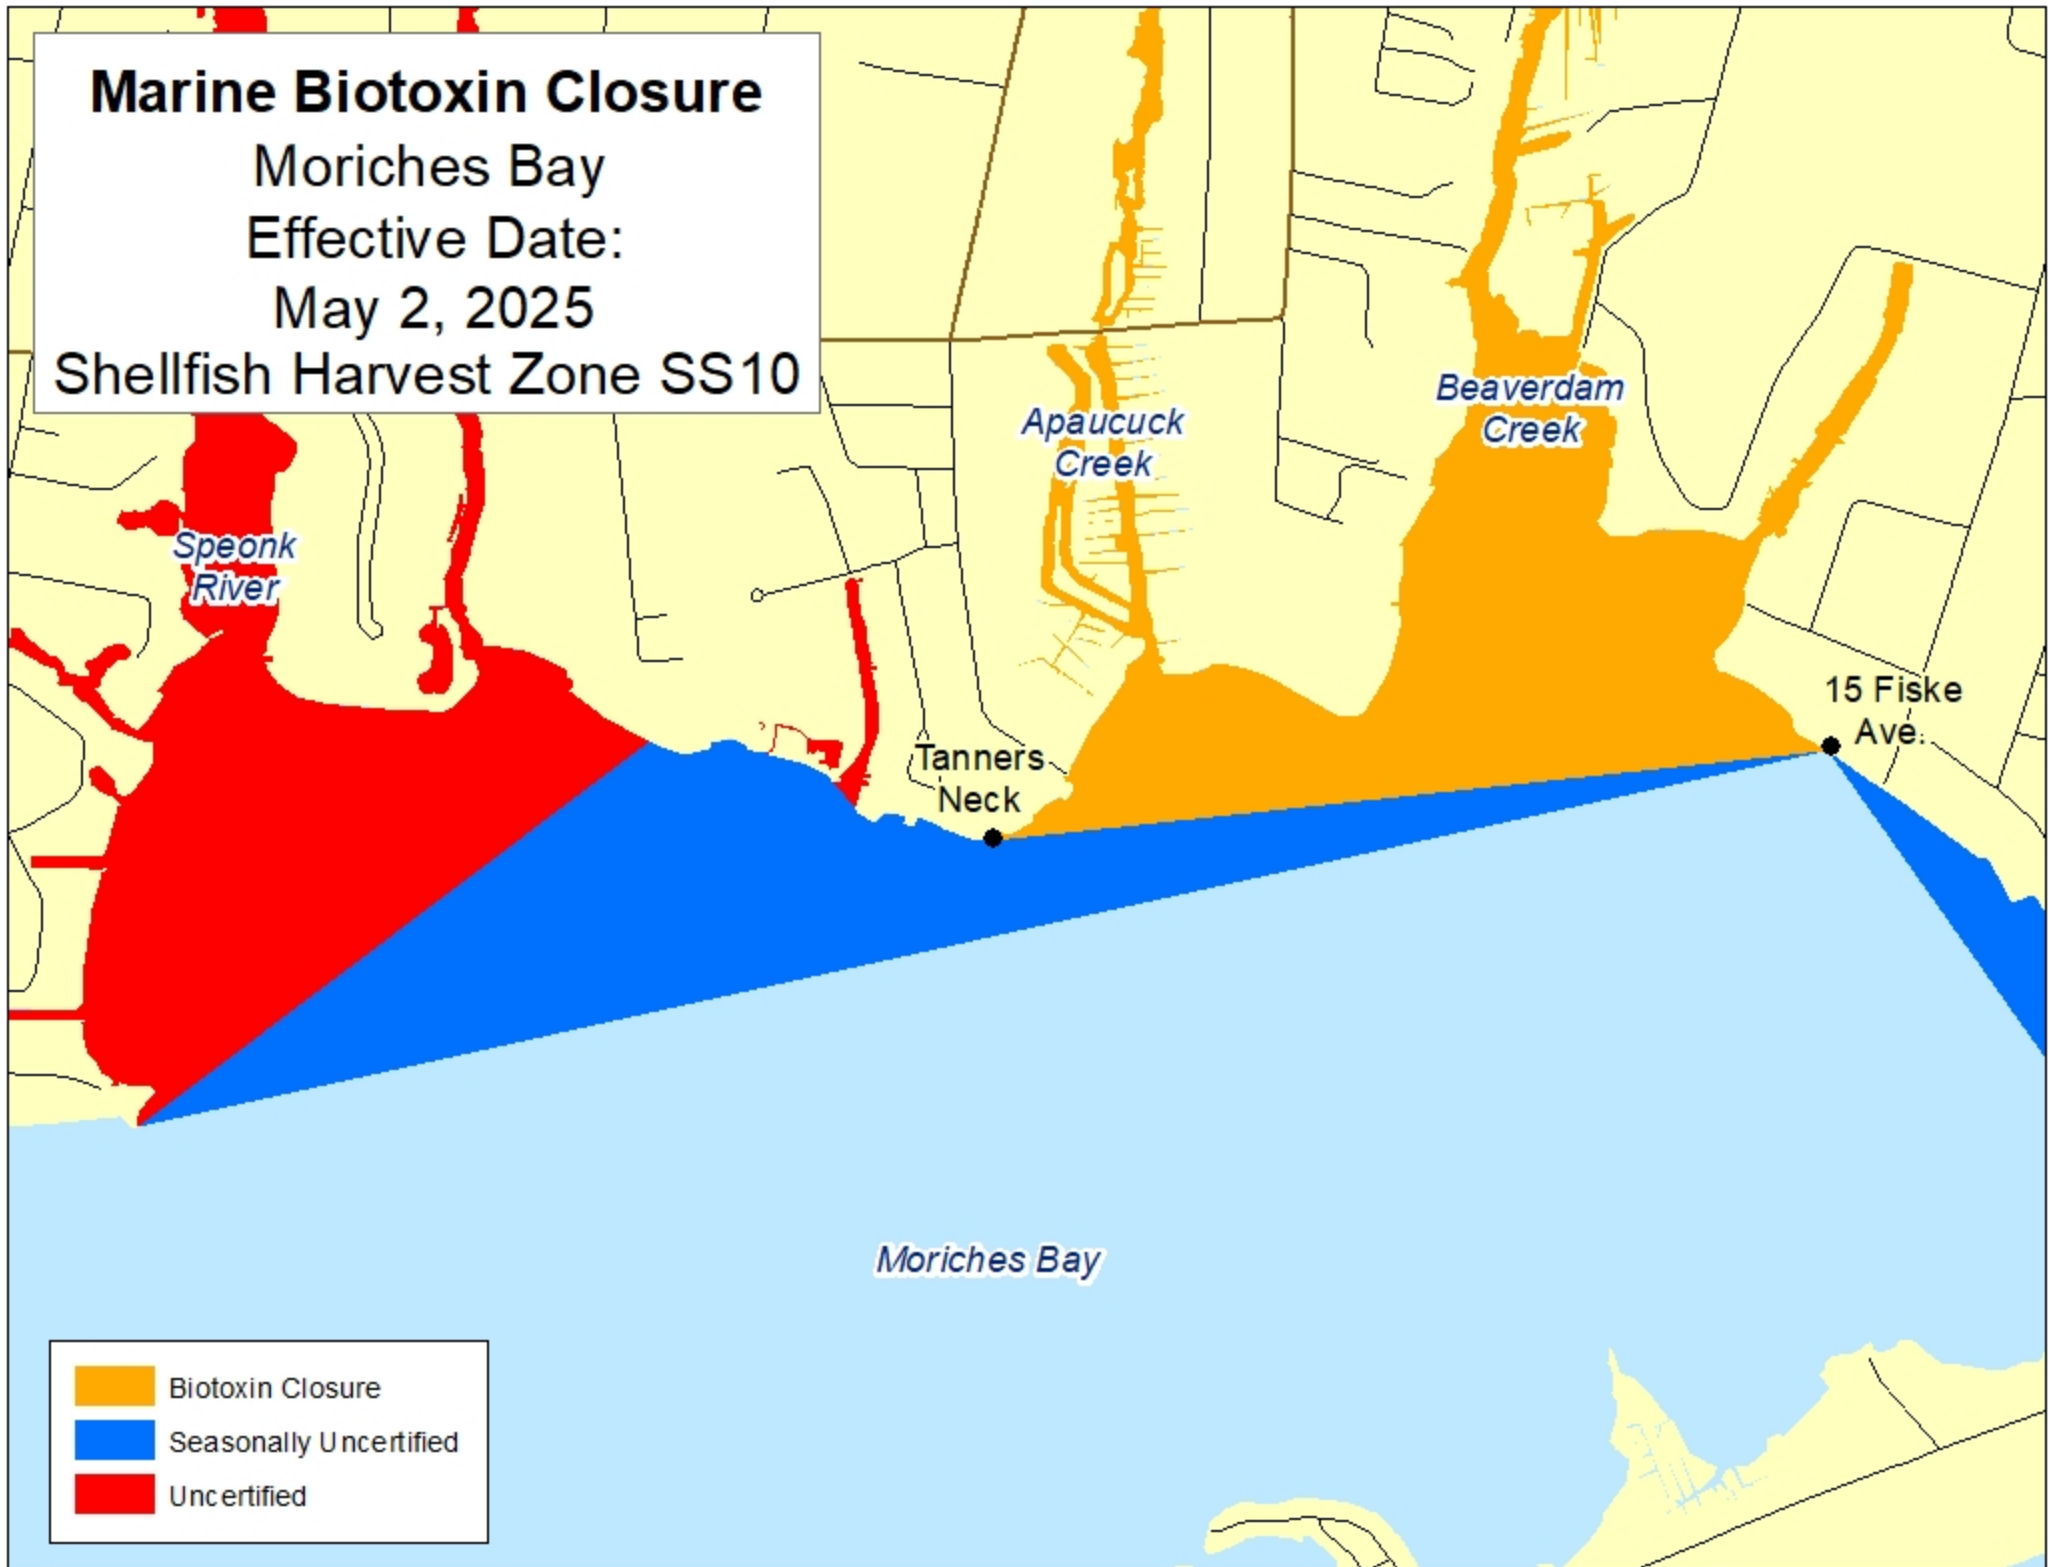 Marine Biotoxin Closure
Moriches Bay
Effective Date:
May 2, 2025
Shellfish Harvest Zone SS10
Beaverdam
Creek
Apaucuck
Creek
Speonk
River
15 Fiske
Ave.
Tanners
Neck
Moriches Bay
Biotoxin Closure
Seasonally Uncertified
Uncertified